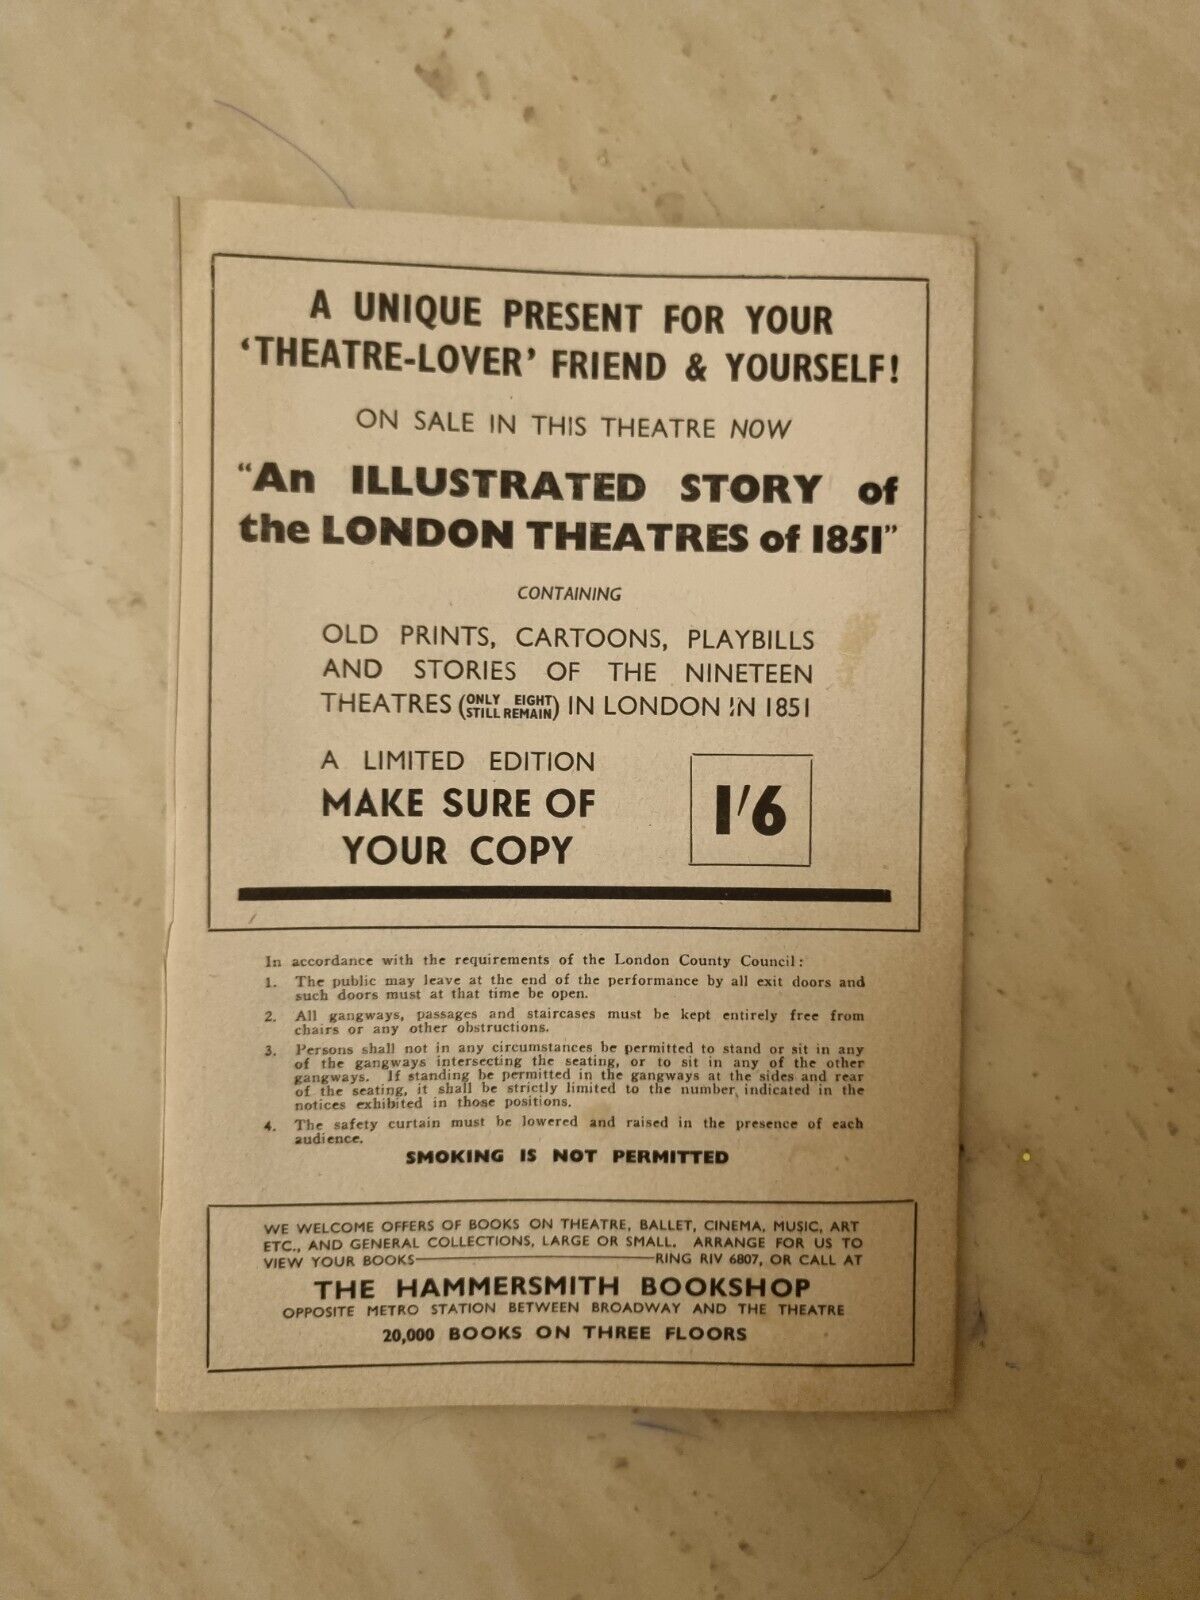 A UNIQUE PRESENT FOR YOUR
'THEATRE-LOVER' FRIEND & YOURSELF!
ON SALE IN THIS THEATRE NOW
"An ILLUSTRATED STORY of
the LONDON THEATRES of 1851"
CONTAINING
OLD PRINTS, CARTOONS, PLAYBILLS
AND STORIES OF THE NINETEEN
THEATRES (ONLY EIGHT STILL REMAIN) IN LONDON IN 1851
A LIMITED EDITION
MAKE SURE OF
YOUR COPY
1/6
In accordance with the requirements of the London County Council:
1. The public may leave at the end of the performance by all exit doors and
such doors must at that time be open.
2. All gangways, passages and staircases must be kept entirely free from
chairs or any other obstructions.
3. Persons shall not in any circumstances be permitted to stand or sit in any
of the gangways intersecting the seating, or to sit in any of the other
gangways. If standing be permitted in the gangways at the sides and rear
of the seating, it shall be strictly limited to the number indicated in the
notices exhibited in those positions.
4. The safety curtain must be lowered and raised in the presence of each
audience.
SMOKING IS NOT PERMITTED
WE WELCOME OFFERS OF BOOKS ON THEATRE, BALLET, CINEMA, MUSIC, ART
ETC., AND GENERAL COLLECTIONS, LARGE OR SMALL. ARRANGE FOR US TO
VIEW YOUR BOOKS————RING RIV 6807, OR CALL AT
THE HAMMERSMITH BOOKSHOP
OPPOSITE METRO STATION BETWEEN BROADWAY AND THE THEATRE
20,000 BOOKS ON THREE FLOORS